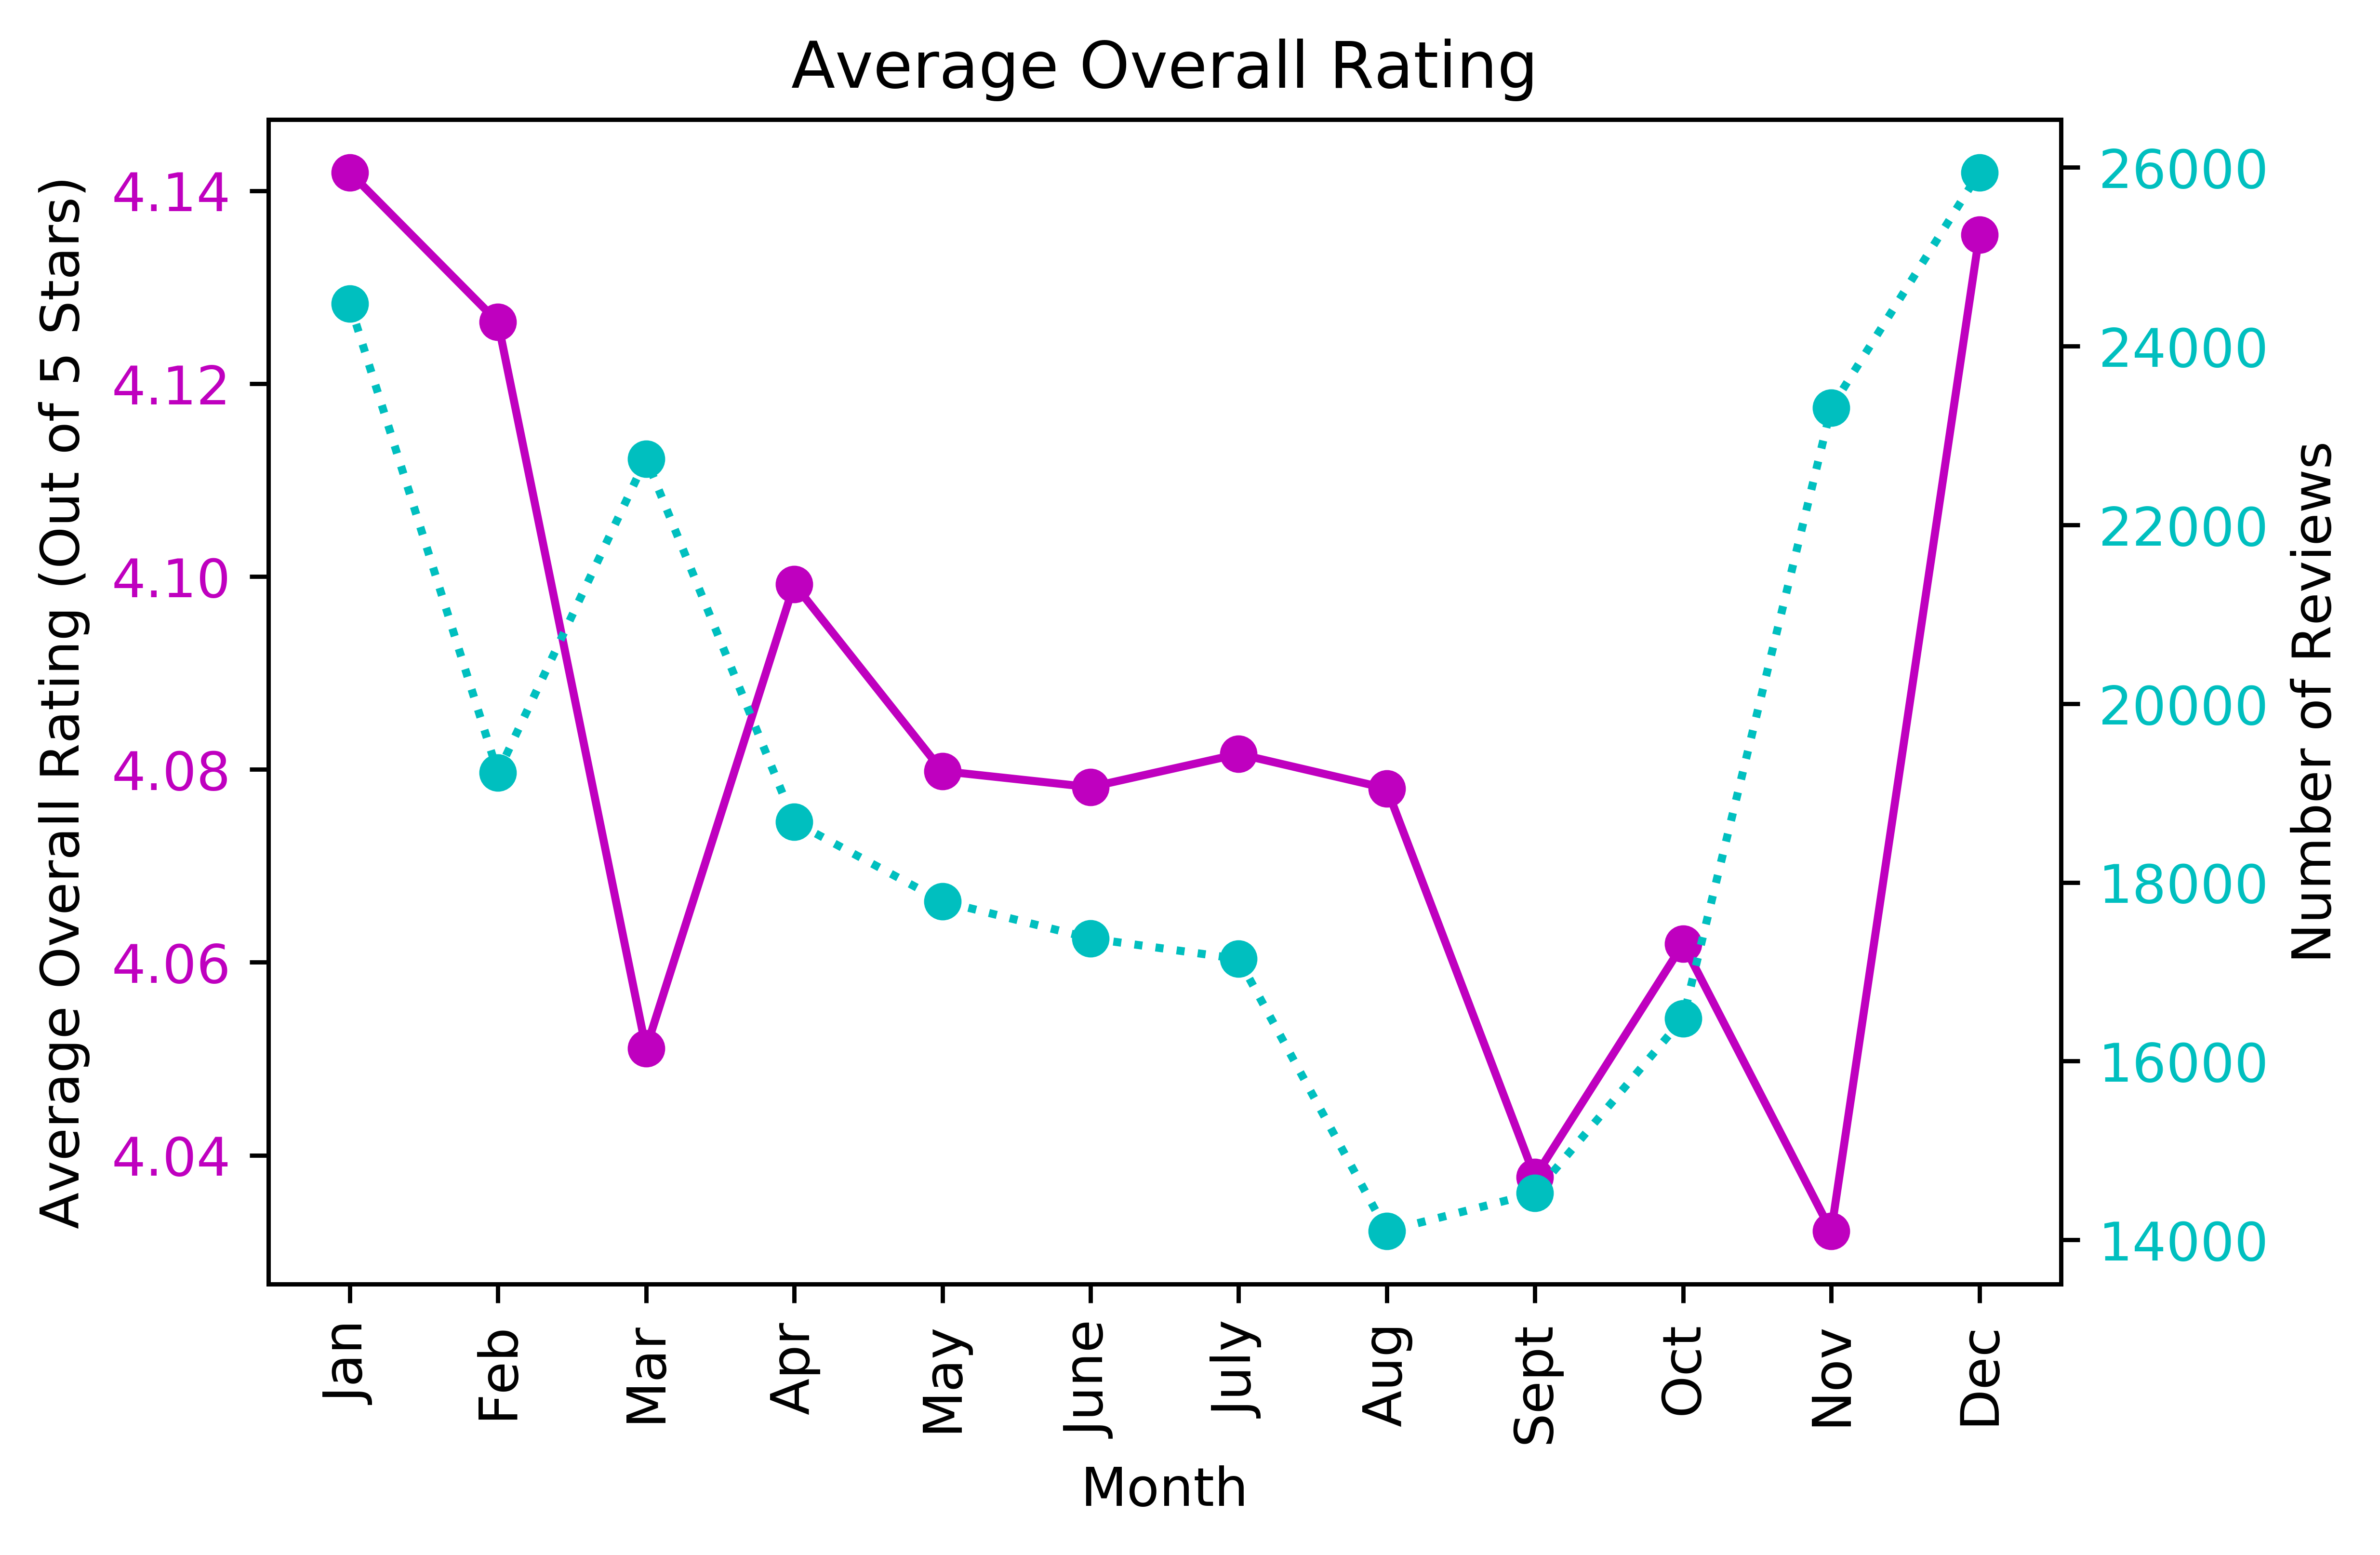 Average Overall Rating
Average Overall Rating (Out of 5 Stars)
4.14
4.12
4.10
4.08
4.06
4.04
26000
24000
22000
20000
18000
16000
14000
Number of Reviews
Jan
Feb
Mar
Apr
May
June
July
Aug
Sept
Oct
Nov
Dec
Month